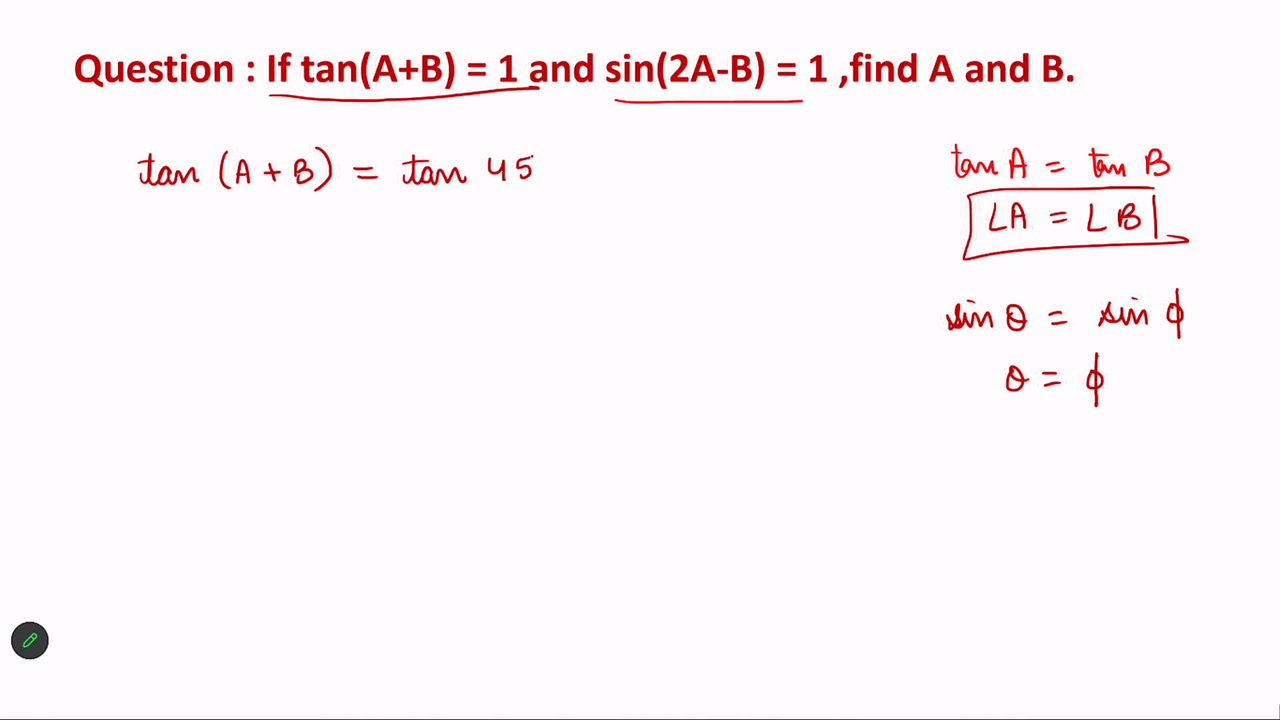 Question : If tan(A+B) = 1 and sin(2A-B) = 1 ,find A and B.
tan (A + B) = tan 45
tan A = tan B
∠A = ∠B
sin θ = sin ϕ
θ = ϕ